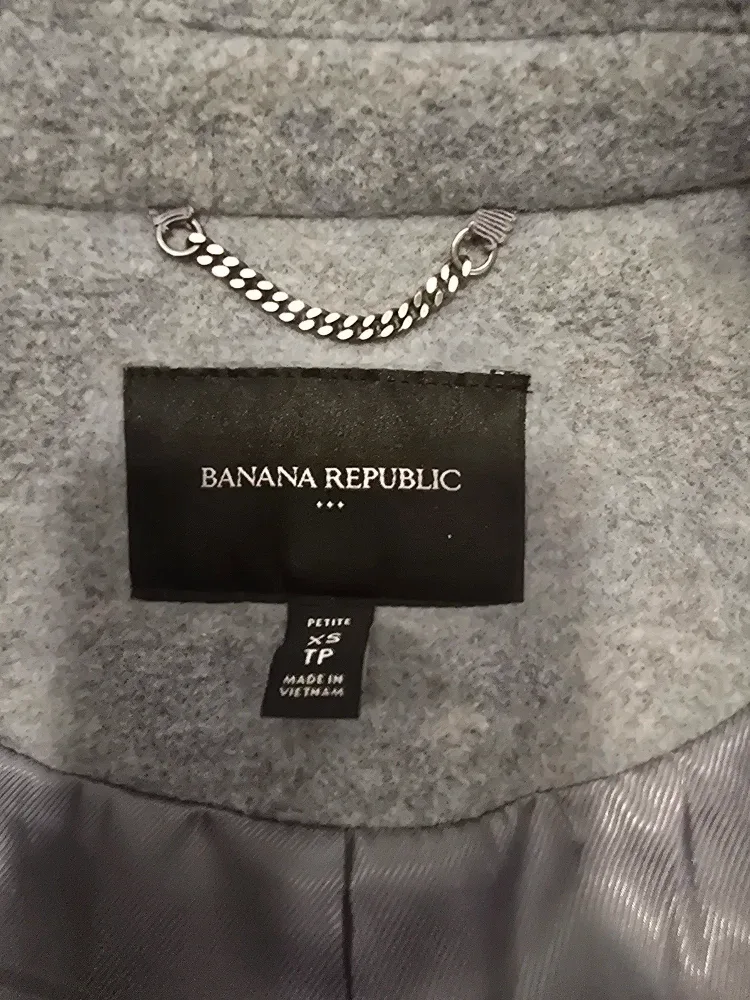 BANANA REPUBLIC
PETITE
XS
TP
MADE IN
VIETNAM